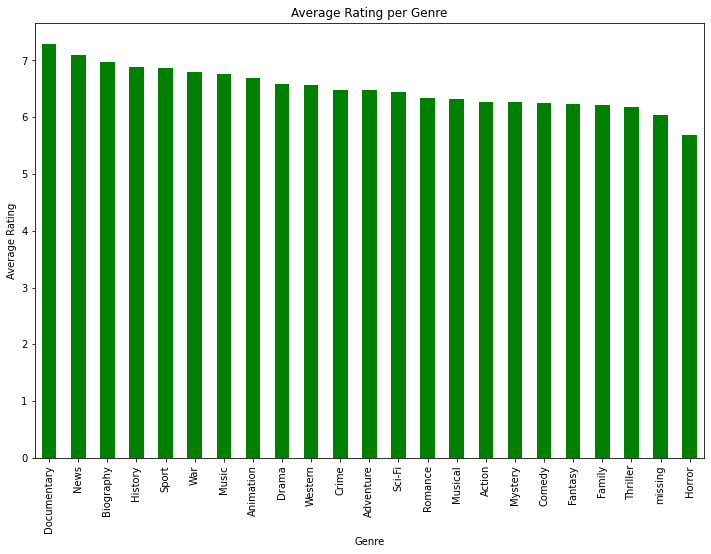 Average Rating per Genre
Average Rating
7
6
5
4
3
2
1
0
Documentary
News
Biography
History
Sport
War
Music
Animation
Drama
Western
Crime
Adventure
Sci-Fi
Romance
Musical
Action
Mystery
Comedy
Fantasy
Family
Thriller
missing
Horror
Genre